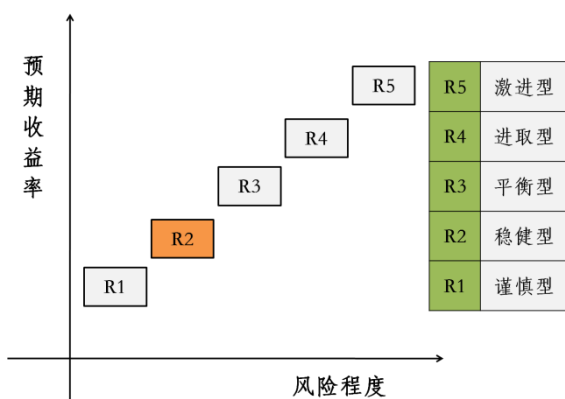 预期收益率
R5
R4
R3
R2
R1
风险程度
R5 激进型
R4 进取型
R3 平衡型
R2 稳健型
R1 谨慎型